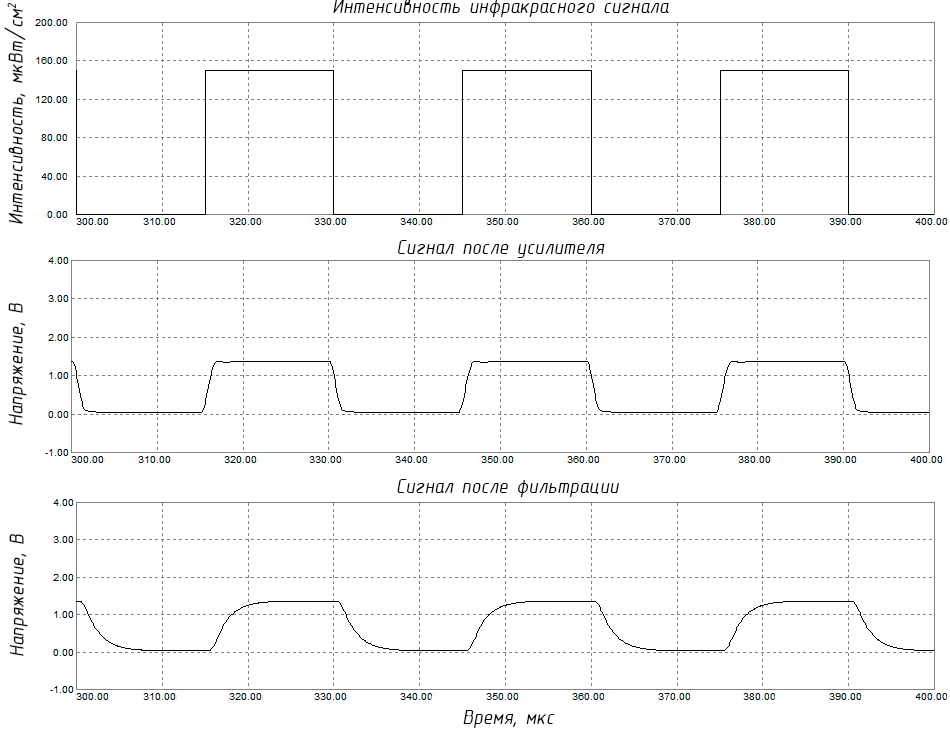 Интенсивность инфракрасного сигнала
Интенсивность, мкВт/см²
200.00
160.00
120.00
80.00
40.00
0.00
300.00 310.00 320.00 330.00 340.00 350.00 360.00 370.00 380.00 390.00 400.00
Сигнал после усилителя
Напряжение, В
4.00
3.00
2.00
1.00
0.00
-1.00
300.00 310.00 320.00 330.00 340.00 350.00 360.00 370.00 380.00 390.00 400.00
Сигнал после фильтрации
Напряжение, В
4.00
3.00
2.00
1.00
0.00
-1.00
300.00 310.00 320.00 330.00 340.00 350.00 360.00 370.00 380.00 390.00 400.00
Время, мкс